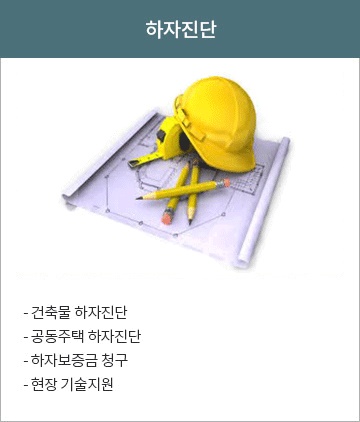 하자진단
- 건축물 하자진단
- 공동주택 하자진단
- 하자보증금 청구
- 현장 기술지원